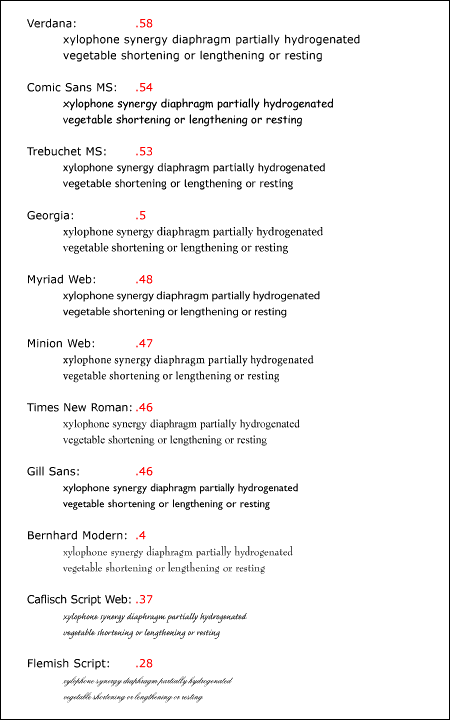 Verdana: .58
xylophone synergy diaphragm partially hydrogenated
vegetable shortening or lengthening or resting
Comic Sans MS: .54
xylophone synergy diaphragm partially hydrogenated
vegetable shortening or lengthening or resting
Trebuchet MS: .53
xylophone synergy diaphragm partially hydrogenated
vegetable shortening or lengthening or resting
Georgia: .5
xylophone synergy diaphragm partially hydrogenated
vegetable shortening or lengthening or resting
Myriad Web: .48
xylophone synergy diaphragm partially hydrogenated
vegetable shortening or lengthening or resting
Minion Web: .47
xylophone synergy diaphragm partially hydrogenated
vegetable shortening or lengthening or resting
Times New Roman: .46
xylophone synergy diaphragm partially hydrogenated
vegetable shortening or lengthening or resting
Gill Sans: .46
xylophone synergy diaphragm partially hydrogenated
vegetable shortening or lengthening or resting
Bernhard Modern: .4
xylophone synergy diaphragm partially hydrogenated
vegetable shortening or lengthening or resting
Caflisch Script Web: .37
xylophone synergy diaphragm partially hydrogenated
vegetable shortening or lengthening or resting
Flemish Script: .28
xylophone synergy diaphragm partially hydrogenated
vegetable shortening or lengthening or resting